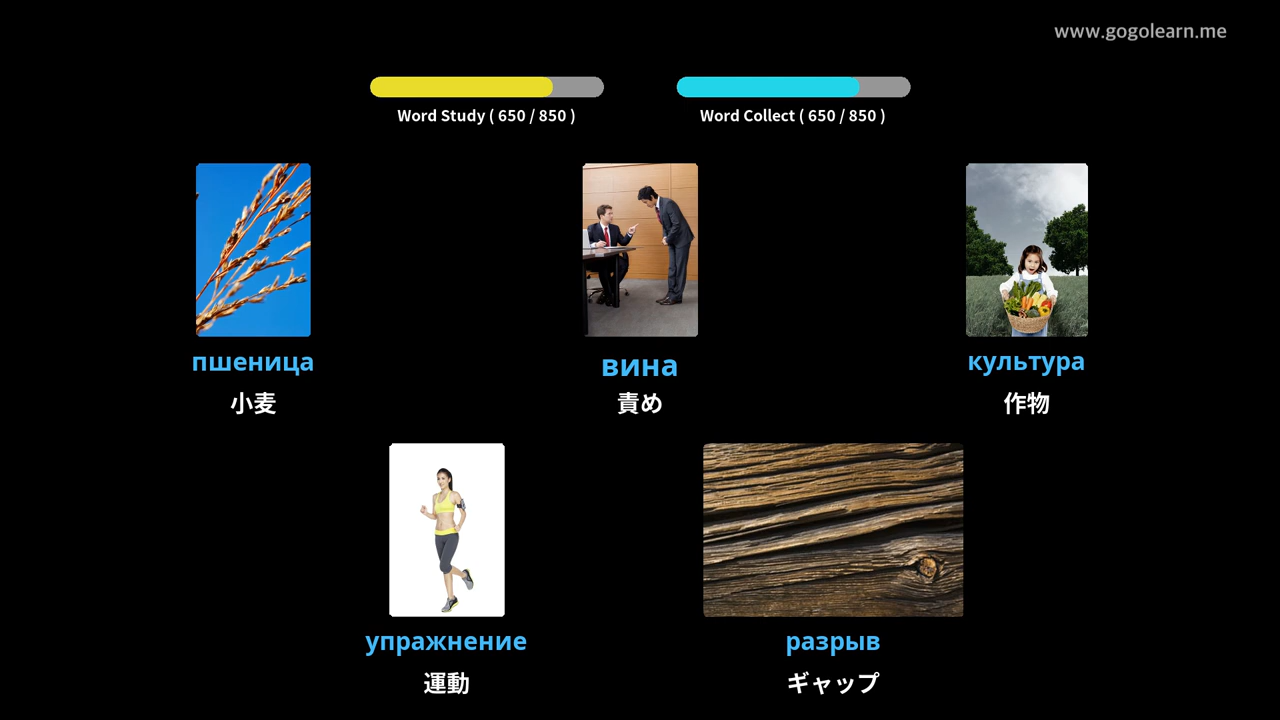 www.gogolearn.me
Word Study ( 650 / 850 )
Word Collect ( 650 / 850 )
пшеница
вина
культура
小麦
責め
作物
упражнение
разрыв
運動
ギャップ